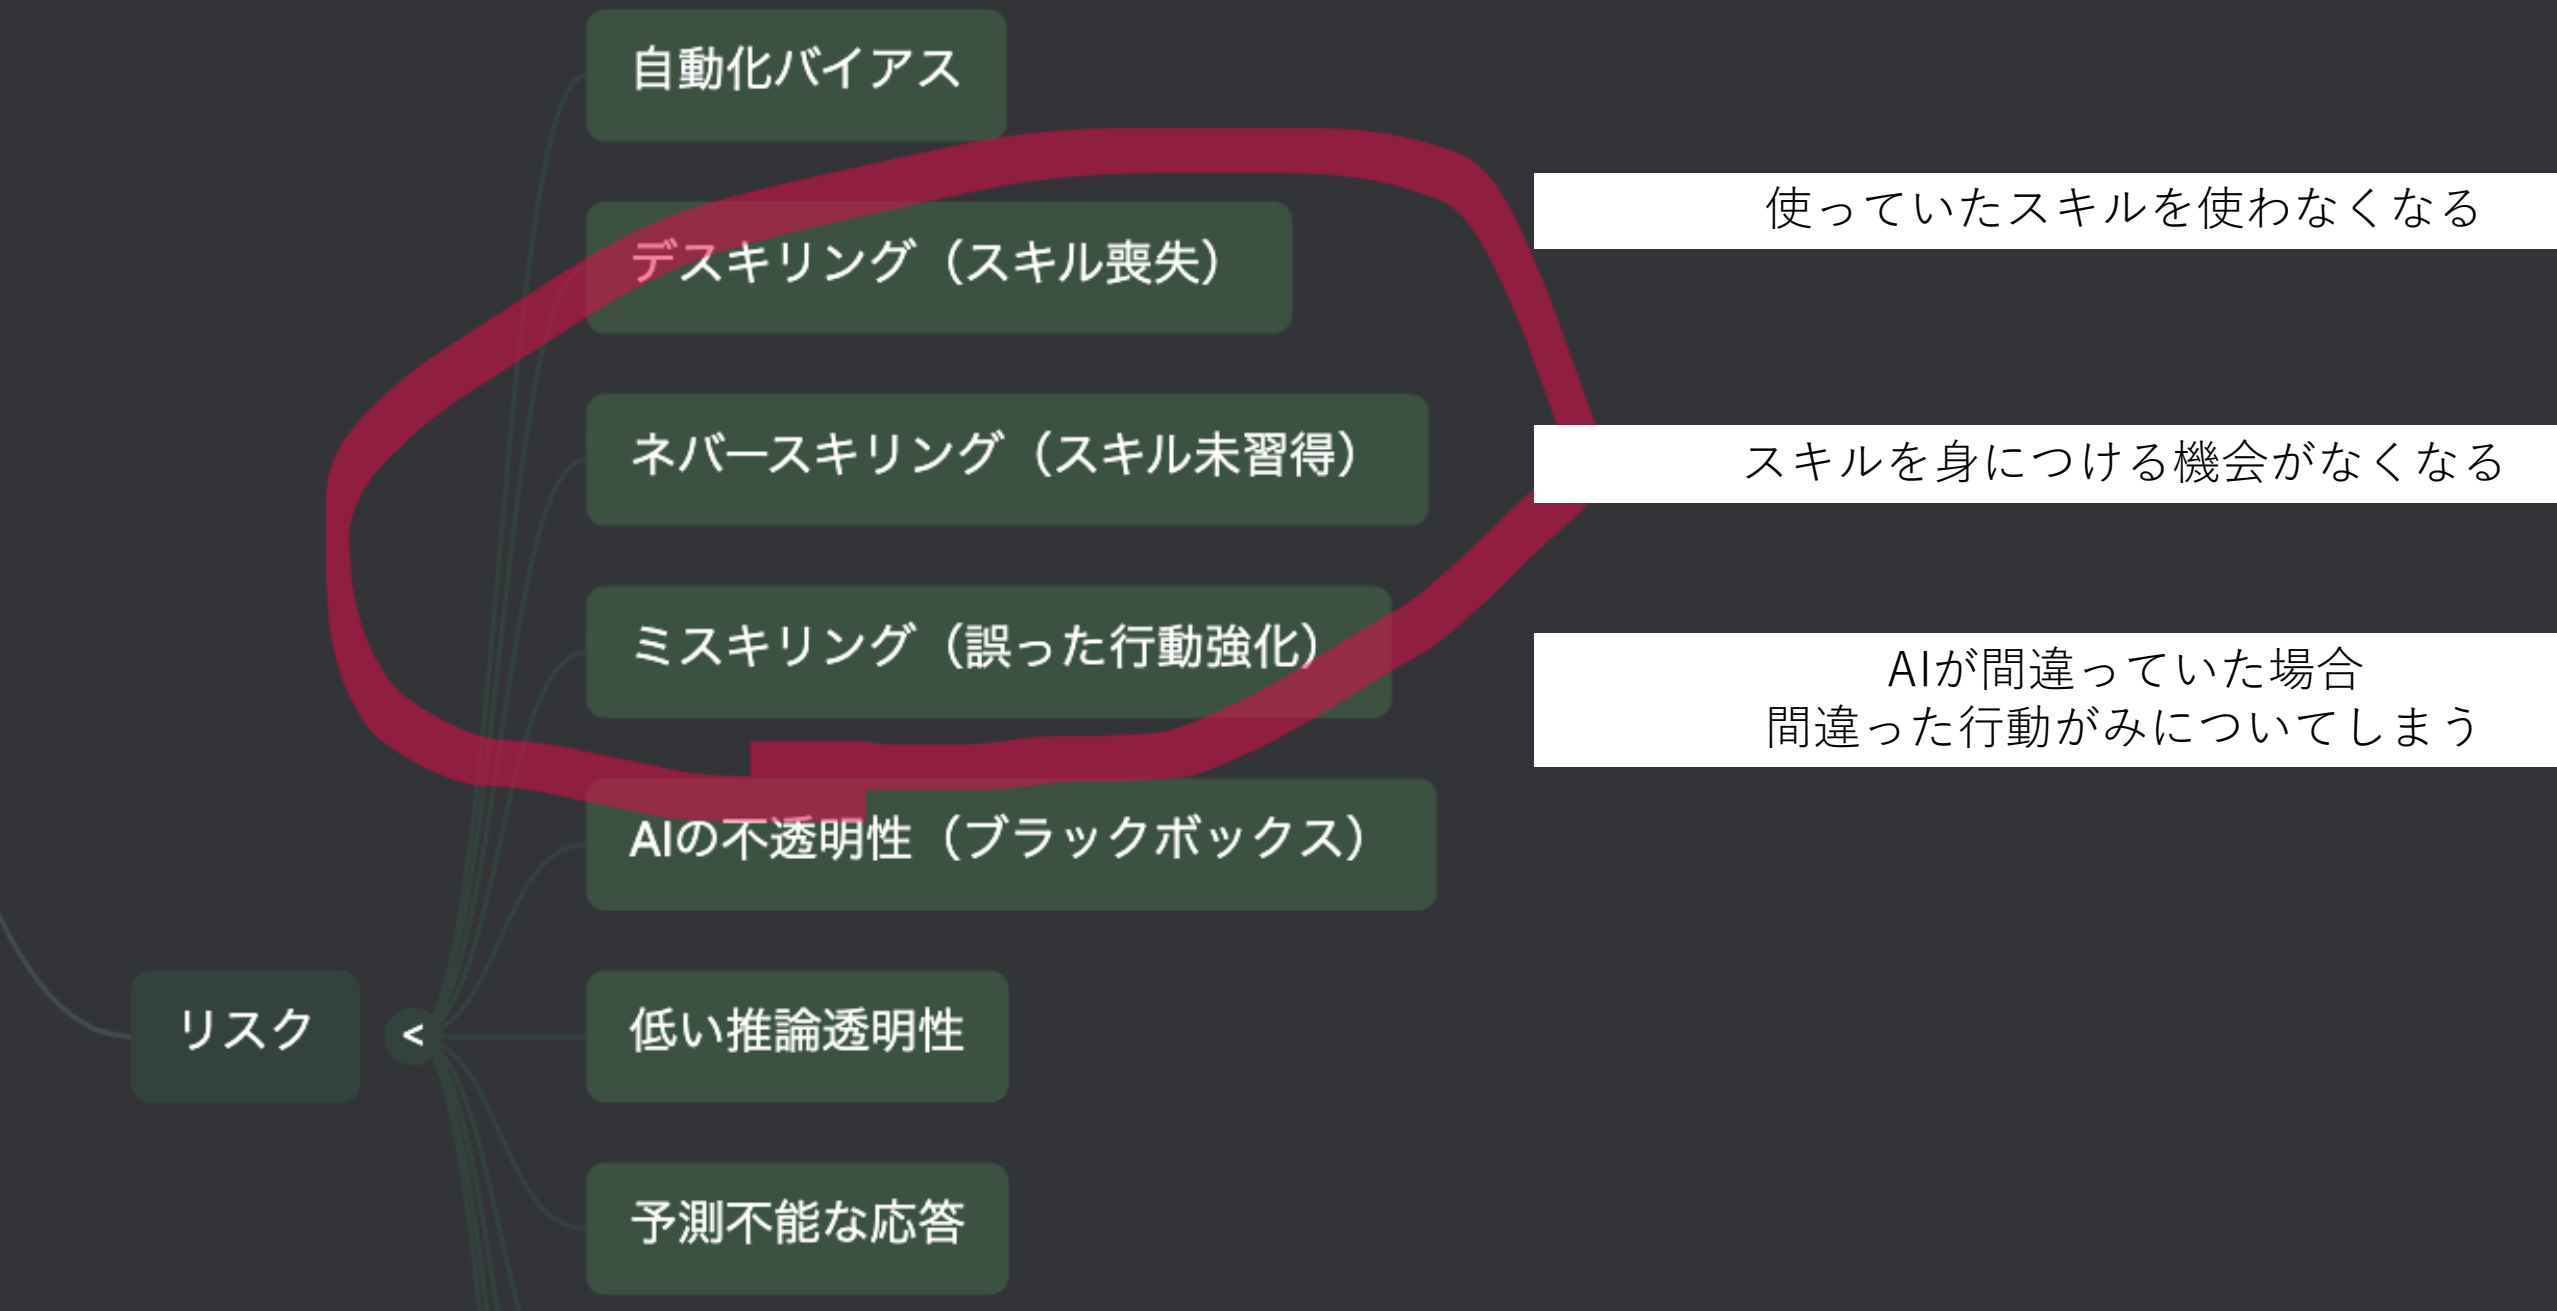 自動化バイアス
デスキリング（スキル喪失）
使っていたスキルを使わなくなる
ネバースキリング（スキル未習得）
スキルを身につける機会がなくなる
ミスキリング（誤った行動強化）
AIが間違っていた場合
間違った行動がみについてしまう
AIの不透明性（ブラックボックス）
リスク
<
低い推論透明性
予測不能な応答